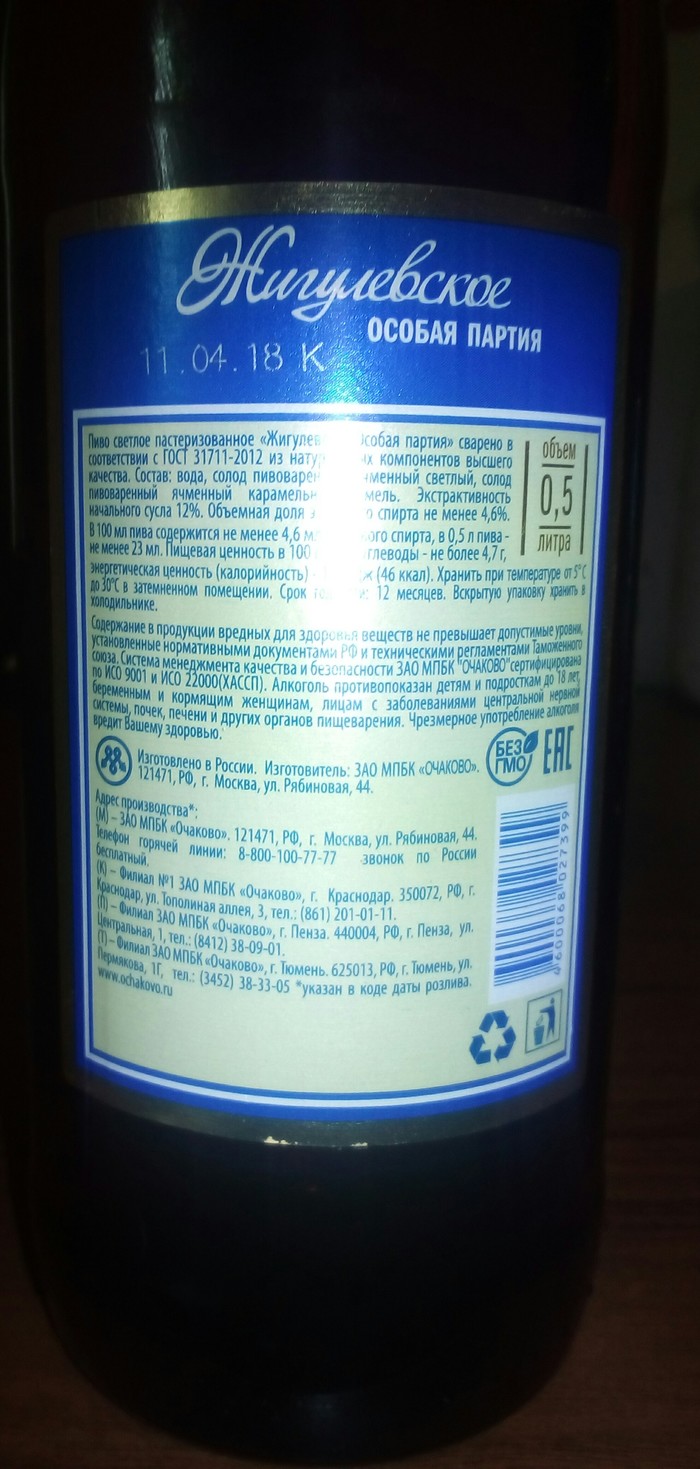 Жигулевское
ОСОБАЯ ПАРТИЯ
11.04.18 К
Пиво светлое пастеризованное «Жигулев собая партия» сварено в
соответствии с ГОСТ 31711-2012 из нату х компонентов высшего
качества. Состав: вода, солод пивоварен чменный светлый, солод
пивоваренный ячменный карамельн мель. Экстрактивность
начального сусла 12%. Объемная доля спирта не менее 4,6%.
В 100 мл пива содержится не менее 4,6 м ого спирта, в 0,5 л пива -
не менее 23 мл. Пищевая ценность в 100 глеводы - не более 4,7 г,
энергетическая ценность (калорийность) - ж (46 ккал). Хранить при температуре от 5°С
до 30°С в затемненном помещении. Срок : 12 месяцев. Вскрытую упаковку хранить в
холодильнике.
объем
0,5
литра
Содержание в продукции вредных для здоровья веществ не превышает допустимые уровни,
установленные нормативными документами РФ и техническими регламентами Таможенного
союза. Система менеджмента качества и безопасности ЗАО МПБК "ОЧАКОВО" сертифицирована
по ИСО 9001 и ИСО 22000(ХАССП). Алкоголь противопоказан детям и подросткам до 18 лет,
беременным и кормящим женщинам, лицам с заболеваниями центральной нервной
системы, почек, печени и других органов пищеварения. Чрезмерное употребление алкоголя
вредит Вашему здоровью.
Изготовлено в России. Изготовитель: ЗАО МПБК «ОЧАКОВО».
121471, РФ, г. Москва, ул. Рябиновая, 44.
БЕЗ
ГМО
ЕАС
Адрес производства*:
(М) – ЗАО МПБК «Очаково». 121471, РФ, г. Москва, ул. Рябиновая, 44.
Телефон горячей линии: 8-800-100-77-77 звонок по России
бесплатный.
(К) – Филиал №1 ЗАО МПБК «Очаково», г. Краснодар. 350072, РФ, г.
Краснодар, ул. Тополиная аллея, 3, тел.: (861) 201-01-11.
(П) – Филиал ЗАО МПБК «Очаково», г. Пенза. 440004, РФ, г. Пенза, ул.
Центральная, 1, тел.: (8412) 38-09-01.
(Т) – Филиал ЗАО МПБК «Очаково», г. Тюмень. 625013, РФ, г. Тюмень, ул.
Пермякова, 1Г, тел.: (3452) 38-33-05 *указан в коде даты розлива.
www.ochakovo.ru
4600068027399